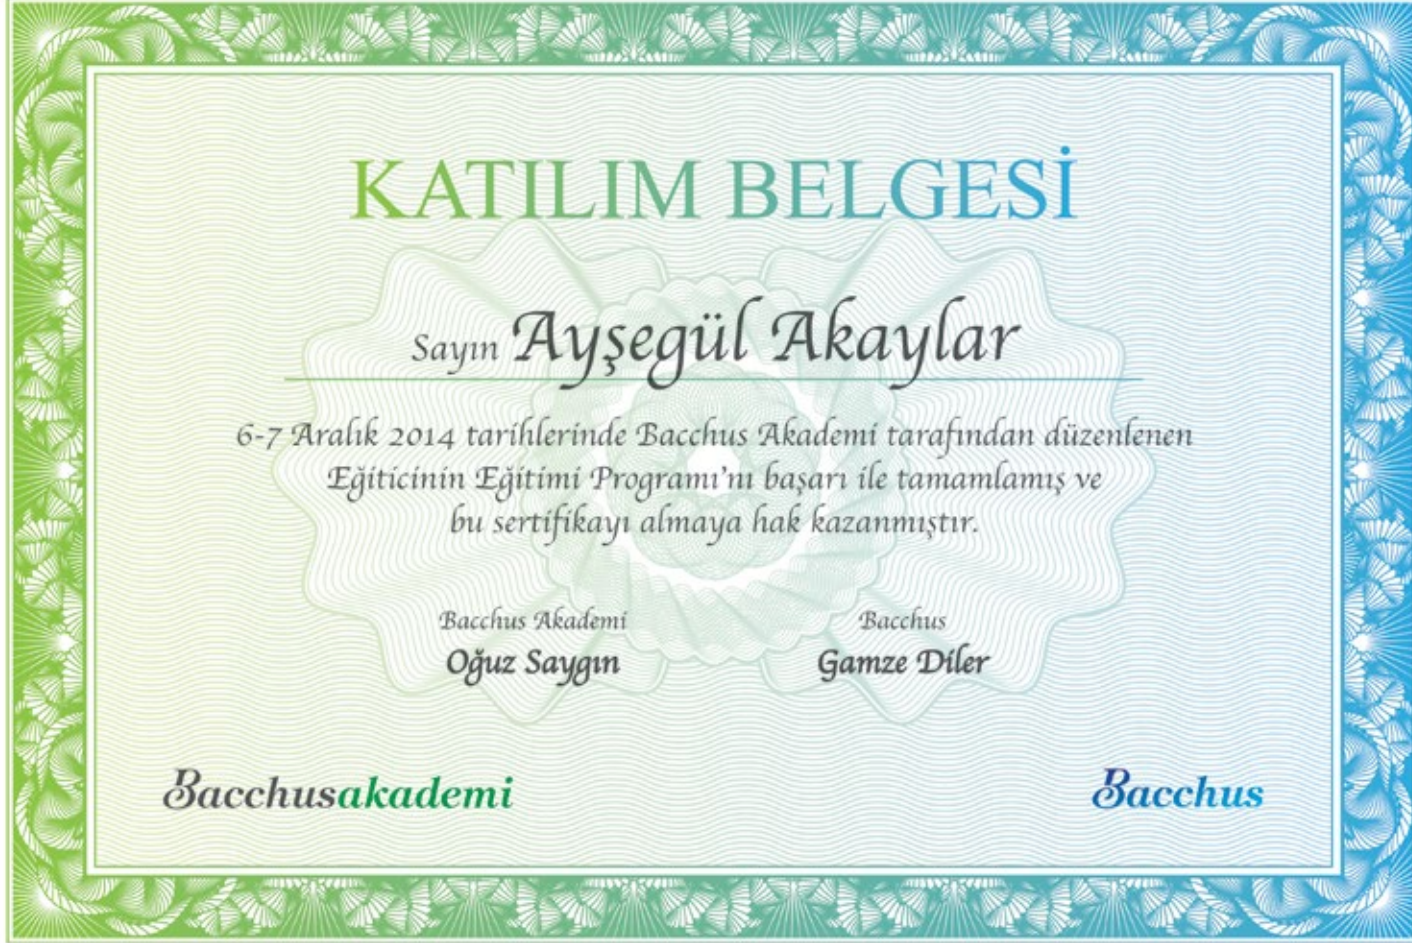 KATILIM BELGESİ
Sayın Ayşegül Akaylar
6-7 Aralık 2014 tarihlerinde Bacchus Akademi tarafından düzenlenen
Eğiticinin Eğitimi Programı'nı başarı ile tamamlamış ve
bu sertifikayı almaya hak kazanmıştır.
Bacchus Akademi
Oğuz Saygın
Bacchus
Gamze Diler
Bacchusakademi
Bacchus